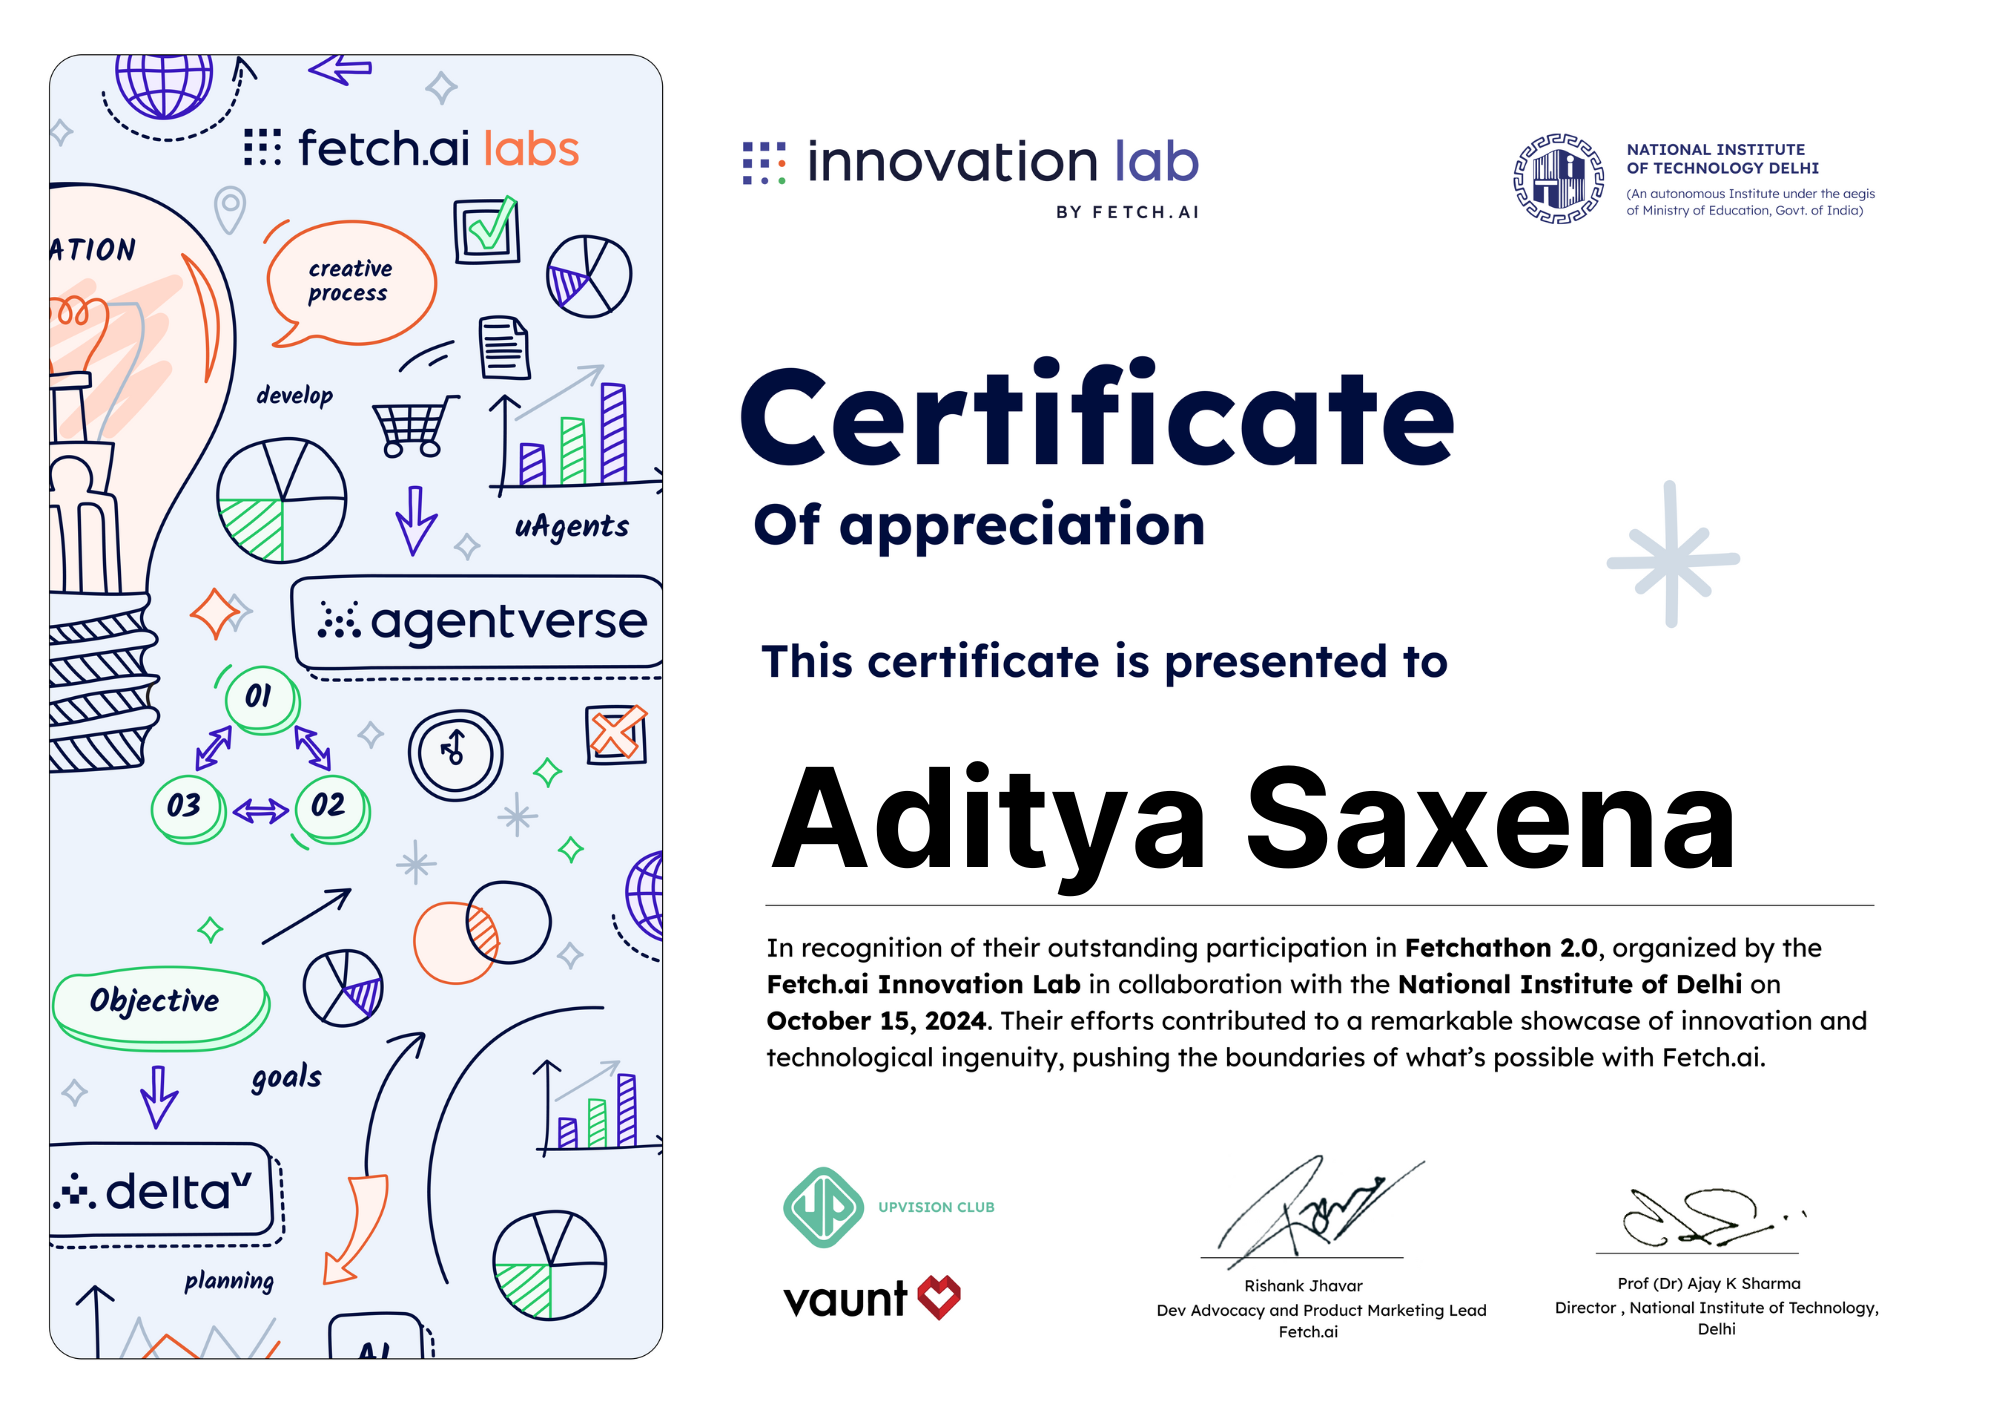 fetch.ai labs
ATION
creative
process
develop
uAgents
agentverse
01
03
02
Objective
goals
deltav
planning
AI
innovation lab
BY FETCH.AI
NATIONAL INSTITUTE
OF TECHNOLOGY DELHI
(An autonomous Institute under the aegis
of Ministry of Education, Govt. of India)
Certificate
Of appreciation
This certificate is presented to
Aditya Saxena
In recognition of their outstanding participation in Fetchathon 2.0, organized by the
Fetch.ai Innovation Lab in collaboration with the National Institute of Delhi on
October 15, 2024. Their efforts contributed to a remarkable showcase of innovation and
technological ingenuity, pushing the boundaries of what's possible with Fetch.ai.
up
UPVISION CLUB
vaunt
Rishank Jhavar
Dev Advocacy and Product Marketing Lead
Fetch.ai
Prof (Dr) Ajay K Sharma
Director , National Institute of Technology,
Delhi